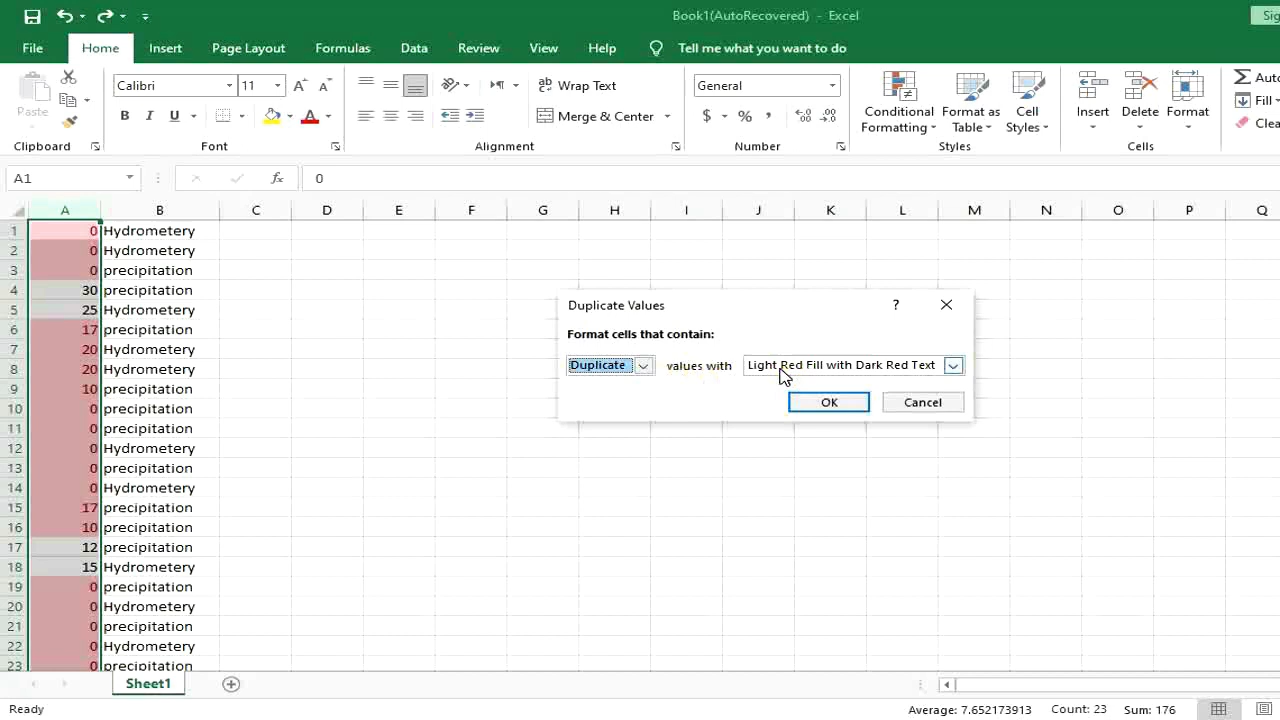 Book1(AutoRecovered) - Excel
Sig
File Home Insert Page Layout Formulas Data Review View Help Tell me what you want to do
Calibri 11 Wrap Text General Auto
Paste Conditional Format as Cell Insert Delete Format Fill
B I U Merge & Center $ % Formatting Table Styles Clea
Clipboard Font Alignment Number Styles Cells
A1 fx 0
A B C D E F G H I J K L M N O P Q
1 0 Hydrometery
2 0 Hydrometery
3 0 precipitation
4 30 precipitation
5 25 Hydrometery
6 17 precipitation
7 20 Hydrometery
8 20 Hydrometery
9 10 precipitation
10 0 precipitation
11 0 precipitation
12 0 Hydrometery
13 0 precipitation
14 0 Hydrometery
15 17 precipitation
16 10 precipitation
17 12 precipitation
18 15 Hydrometery
19 0 precipitation
20 0 Hydrometery
21 0 precipitation
22 0 Hydrometery
23 0 precipitation
Duplicate Values ?
Format cells that contain:
Duplicate values with Light Red Fill with Dark Red Text
OK Cancel
Sheet1
Ready Average: 7.652173913 Count: 23 Sum: 176